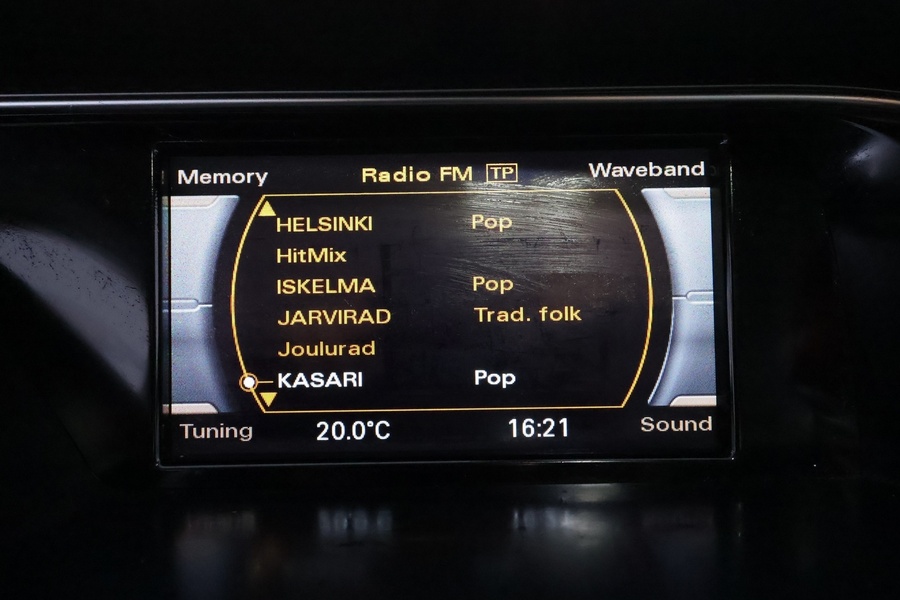 Memory Radio FM TP Waveband
HELSINKI Pop
HitMix
ISKELMA Pop
JARVIRAD Trad. folk
Joulurad
KASARI Pop
Tuning 20.0°C 16:21 Sound